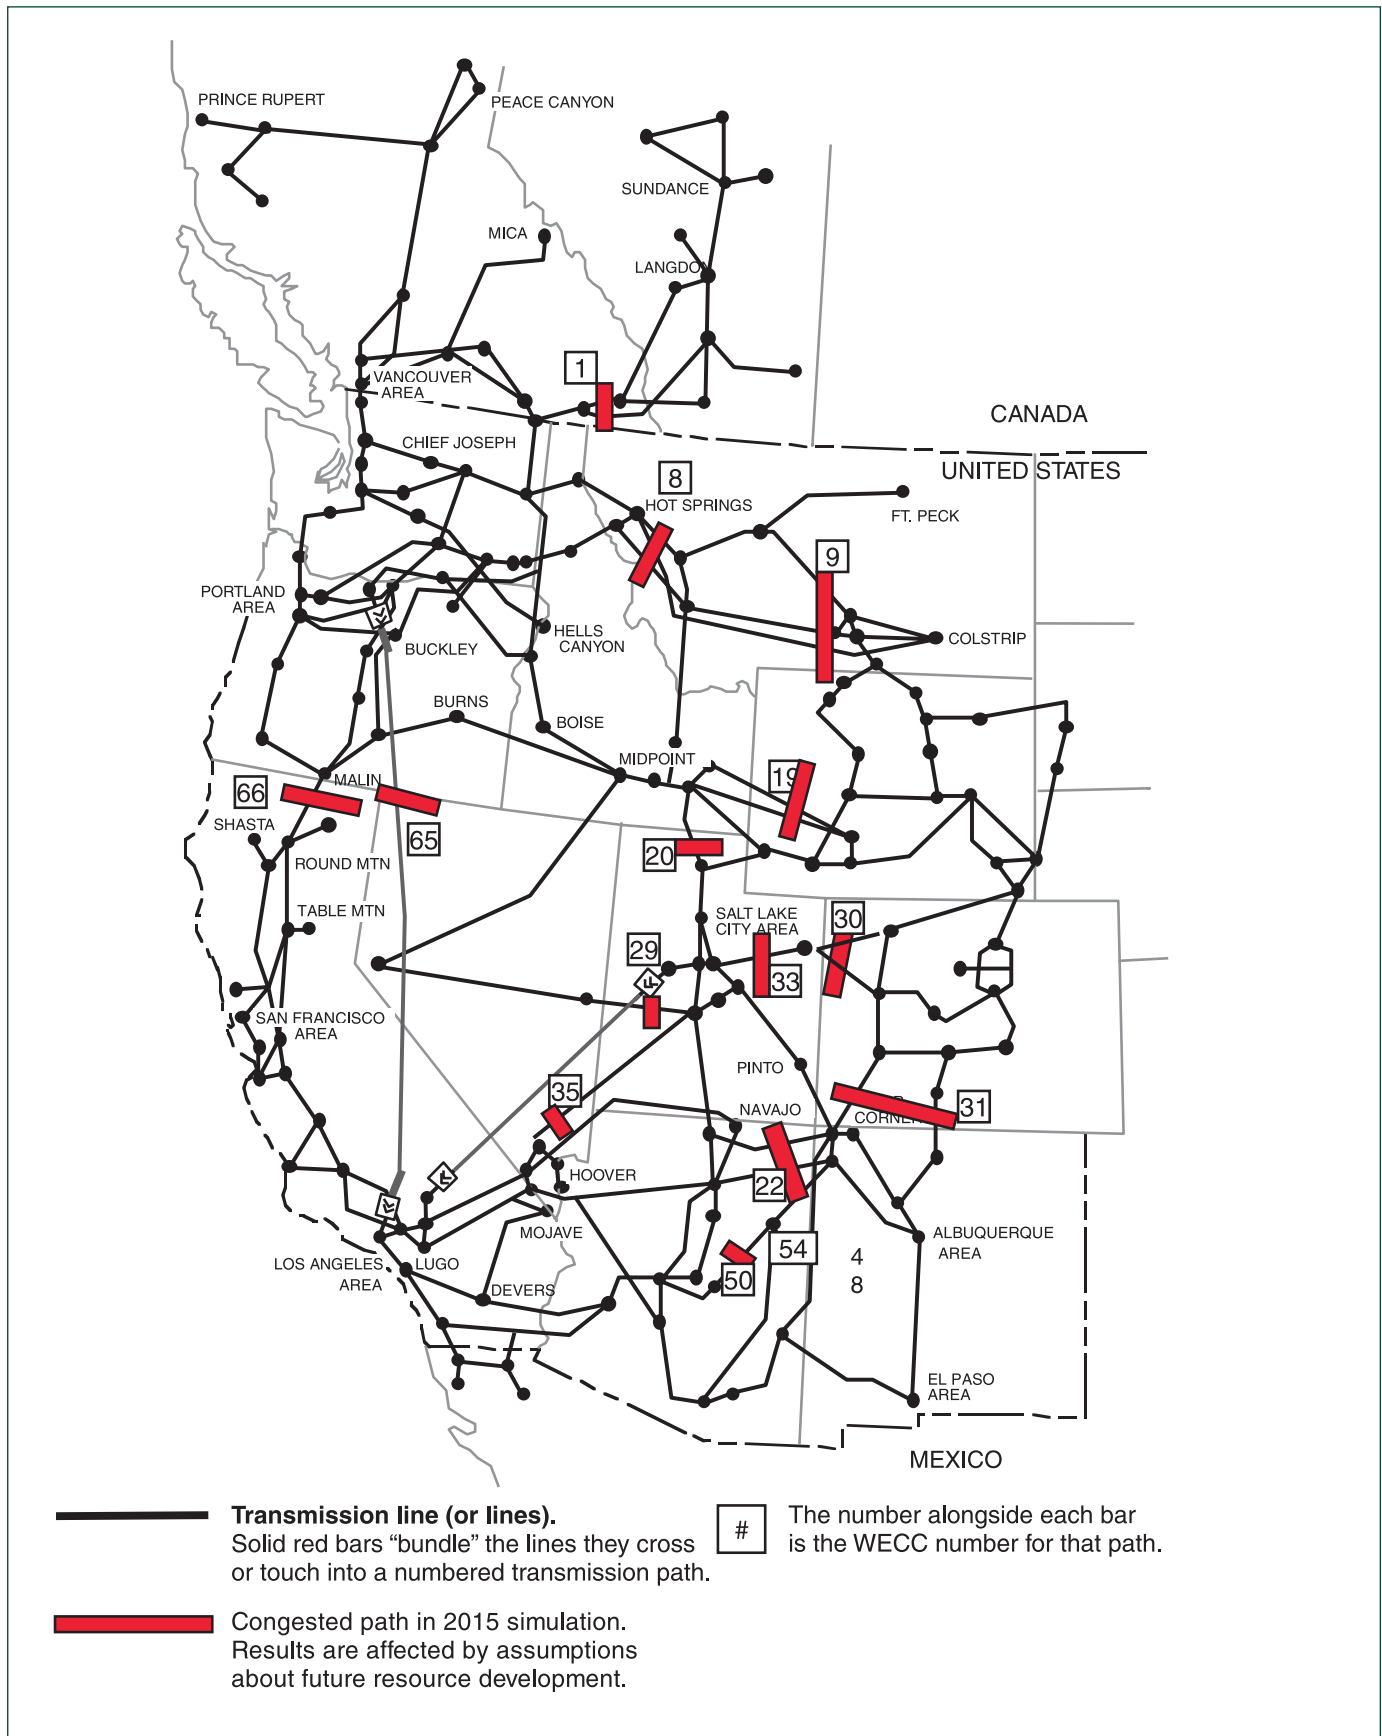 PRINCE RUPERT
PEACE CANYON
SUNDANCE
MICA
LANGDON
1
VANCOUVER
AREA
CANADA
CHIEF JOSEPH
UNITED STATES
8
HOT SPRINGS
FT. PECK
9
PORTLAND
AREA
HELLS
CANYON
BUCKLEY
COLSTRIP
BURNS
BOISE
MIDPOINT
MALIN
19
66
SHASTA
65
20
ROUND MTN
TABLE MTN
SALT LAKE
CITY AREA
30
29
33
SAN FRANCISCO
AREA
PINTO
35
NAVAJO
31
CORNER
HOOVER
22
MOJAVE
54
ALBUQUERQUE
AREA
4
8
LOS ANGELES
AREA
LUGO
50
DEVERS
EL PASO
AREA
MEXICO
Transmission line (or lines).
Solid red bars “bundle” the lines they cross
or touch into a numbered transmission path.
#
The number alongside each bar
is the WECC number for that path.
Congested path in 2015 simulation.
Results are affected by assumptions
about future resource development.